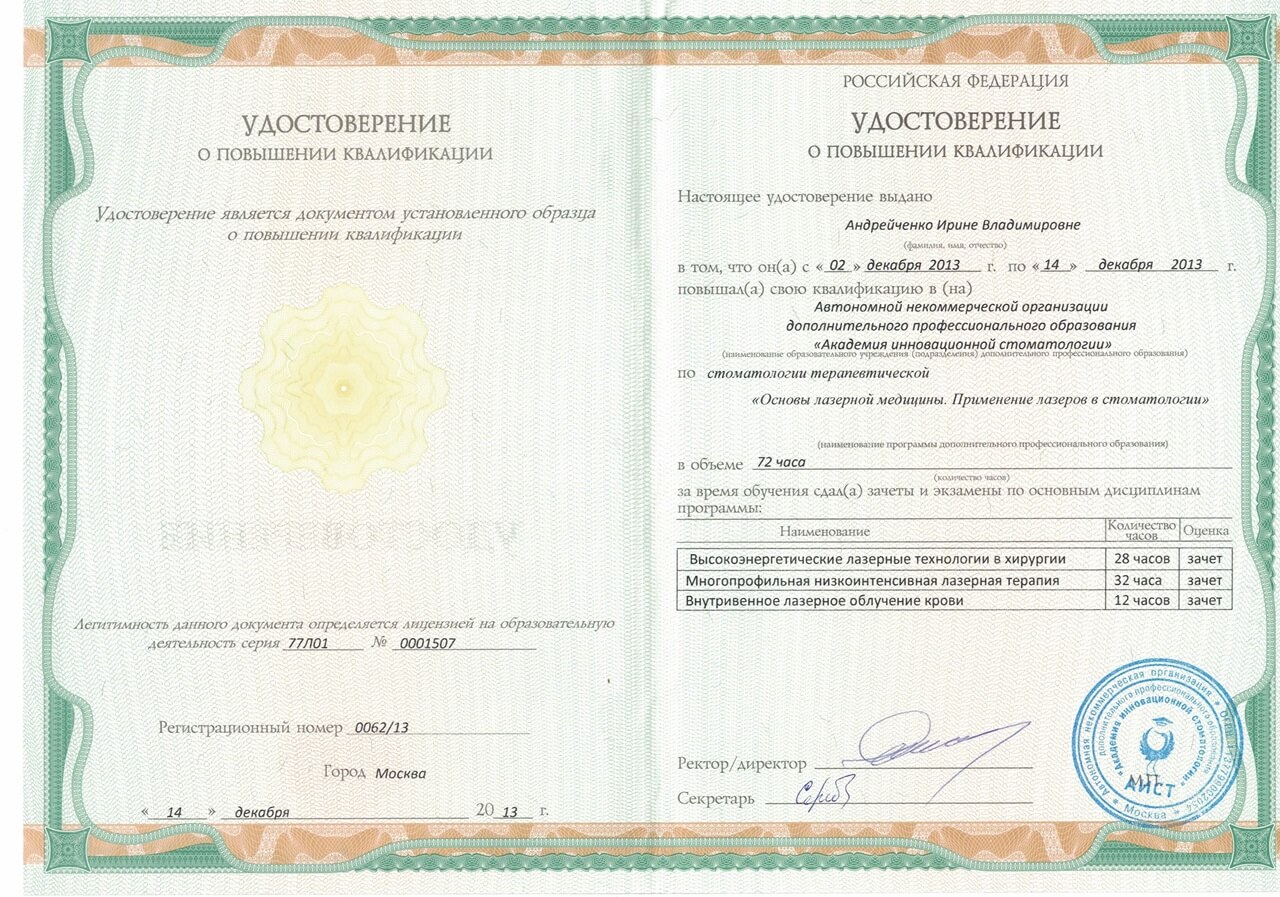 УДОСТОВЕРЕНИЕ
О ПОВЫШЕНИИ КВАЛИФИКАЦИИ
Удостоверение является документом установленного образца
о повышении квалификации
Легитимность данного документа определяется лицензией на образовательную
деятельность серия 77Л01 № 0001507
Регистрационный номер 0062/13
Город Москва
« 14 » декабря 20 13 г.
РОССИЙСКАЯ ФЕДЕРАЦИЯ
УДОСТОВЕРЕНИЕ
О ПОВЫШЕНИИ КВАЛИФИКАЦИИ
Настоящее удостоверение выдано
Андрейченко Ирине Владимировне
(фамилия, имя, отчество)
в том, что он(а) с « 02 » декабря 2013 г. по « 14 » декабря 2013 г.
повышал(а) свою квалификацию в (на)
Автономной некоммерческой организации
дополнительного профессионального образования
«Академия инновационной стоматологии»
(наименование образовательного учреждения (подразделения) дополнительного профессионального образования)
по стоматологии терапевтической
«Основы лазерной медицины. Применение лазеров в стоматологии»
(наименование программы дополнительного профессионального образования)
в объеме 72 часа
(количество часов)
за время обучения сдал(а) зачеты и экзамены по основным дисциплинам
программы:
Наименование Количество часов Оценка
Высокоэнергетические лазерные технологии в хирургии 28 часов зачет
Многопрофильная низкоинтенсивная лазерная терапия 32 часа зачет
Внутривенное лазерное облучение крови 12 часов зачет
Ректор/директор
Секретарь
Автономная некоммерческая организация
дополнительного профессионального образования
"Академия инновационной стоматологии"
МП
АИСТ
Москва